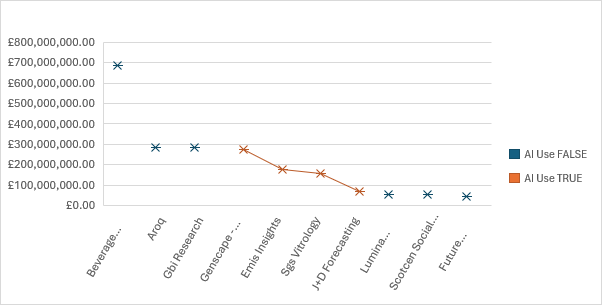 £800,000,000.00
£700,000,000.00
£600,000,000.00
£500,000,000.00
£400,000,000.00
£300,000,000.00
£200,000,000.00
£100,000,000.00
£0.00
Beverage...
Aroq
Gbi Research
Genscape -...
Emis Insights
Sgs Vitrology
J+D Forecasting
Lumina...
Scotcen Social...
Future...
AI Use FALSE
AI Use TRUE